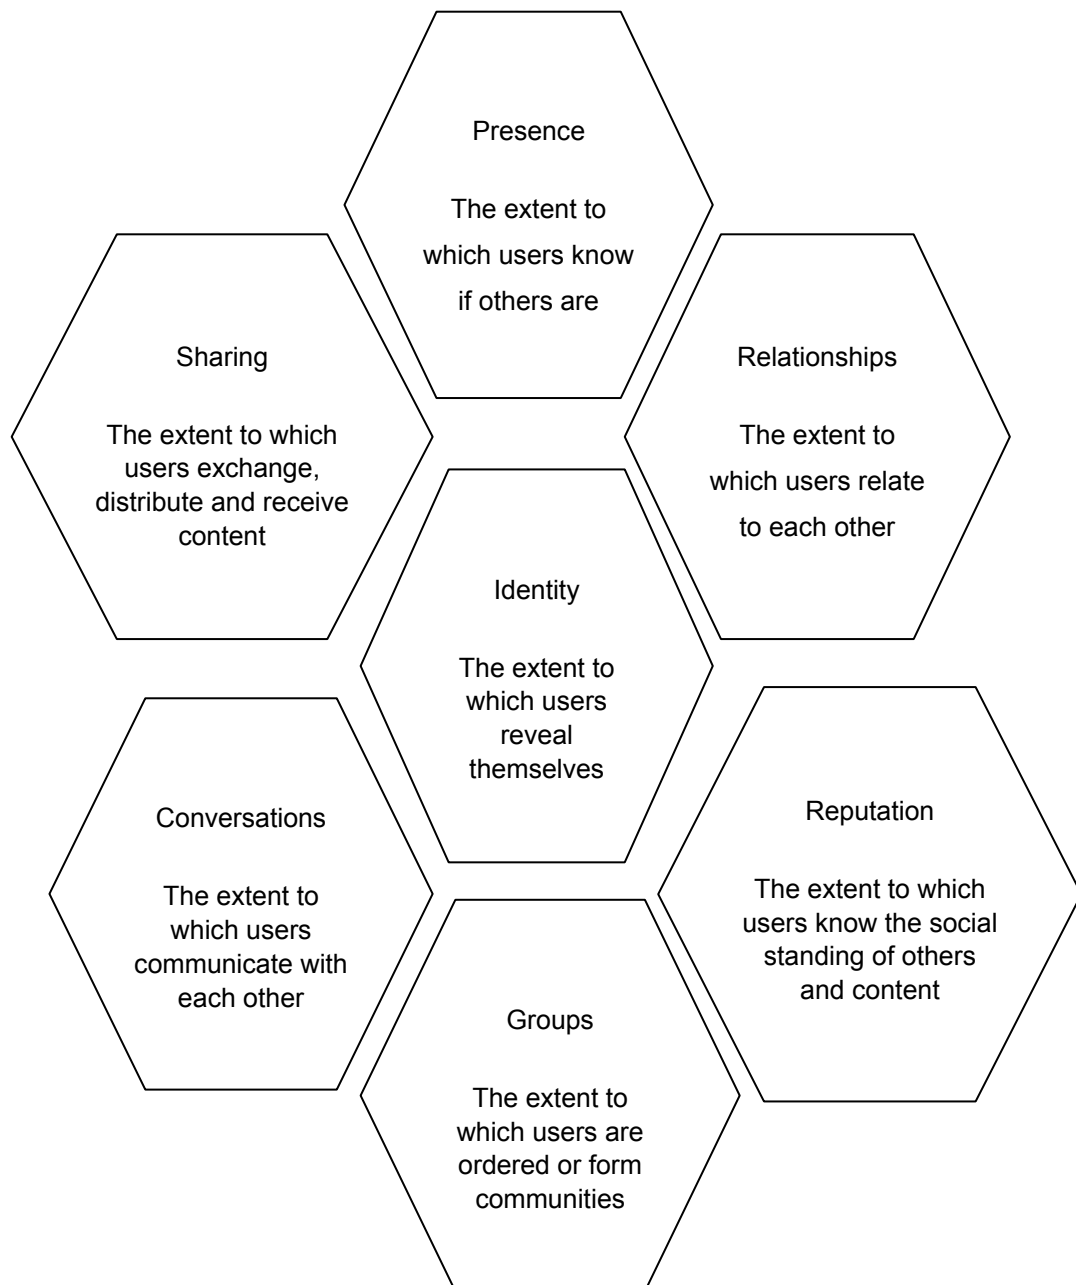 Presence
The extent to
which users know
if others are
Sharing
The extent to which
users exchange,
distribute and receive
content
Relationships
The extent to
which users relate
to each other
Identity
The extent to
which users
reveal
themselves
Conversations
The extent to
which users
communicate with
each other
Reputation
The extent to which
users know the social
standing of others
and content
Groups
The extent to
which users are
ordered or form
communities